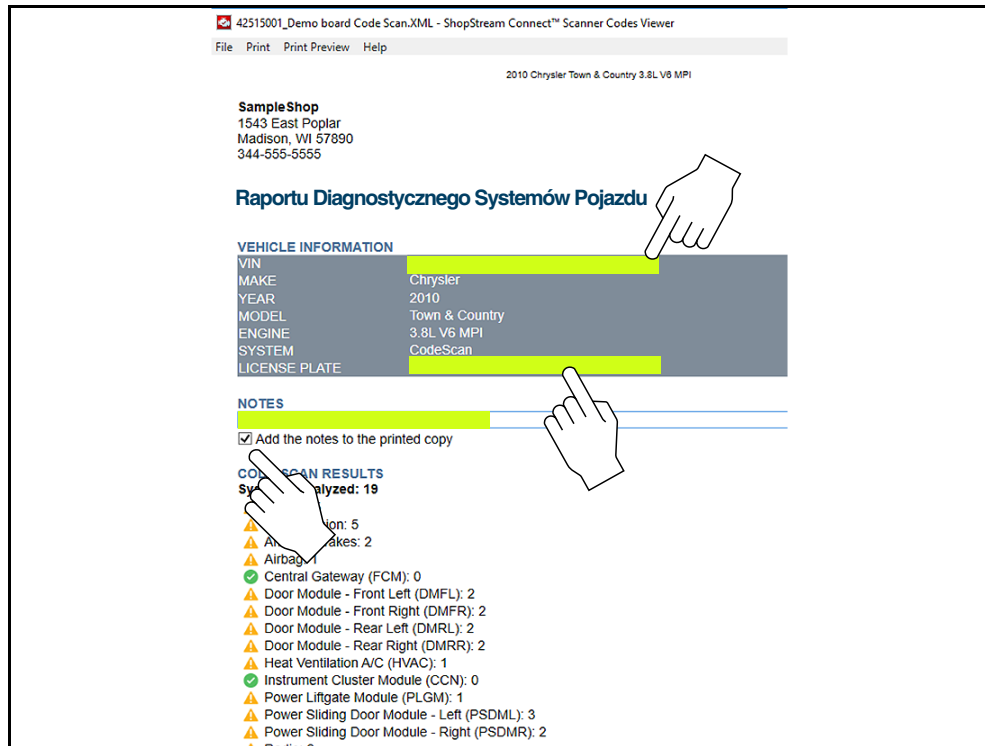 42515001_Demo board Code Scan.XML - ShopStream Connect™ Scanner Codes Viewer
File Print Print Preview Help
2010 Chrysler Town & Country 3.8L V6 MPI
SampleShop
1543 East Poplar
Madison, WI 57890
344-555-5555
Raportu Diagnostycznego Systemów Pojazdu
VEHICLE INFORMATION
VIN
MAKE Chrysler
YEAR 2010
MODEL Town & Country
ENGINE 3.8L V6 MPI
SYSTEM CodeScan
LICENSE PLATE
NOTES
Add the notes to the printed copy
SCAN RESULTS
19
5
2
Airbag
Central Gateway (FCM): 0
Door Module - Front Left (DMFL): 2
Door Module - Front Right (DMFR): 2
Door Module - Rear Left (DMRL): 2
Door Module - Rear Right (DMRR): 2
Heat Ventilation A/C (HVAC): 1
Instrument Cluster Module (CCN): 0
Power Liftgate Module (PLGM): 1
Power Sliding Door Module - Left (PSDML): 3
Power Sliding Door Module - Right (PSDMR): 2